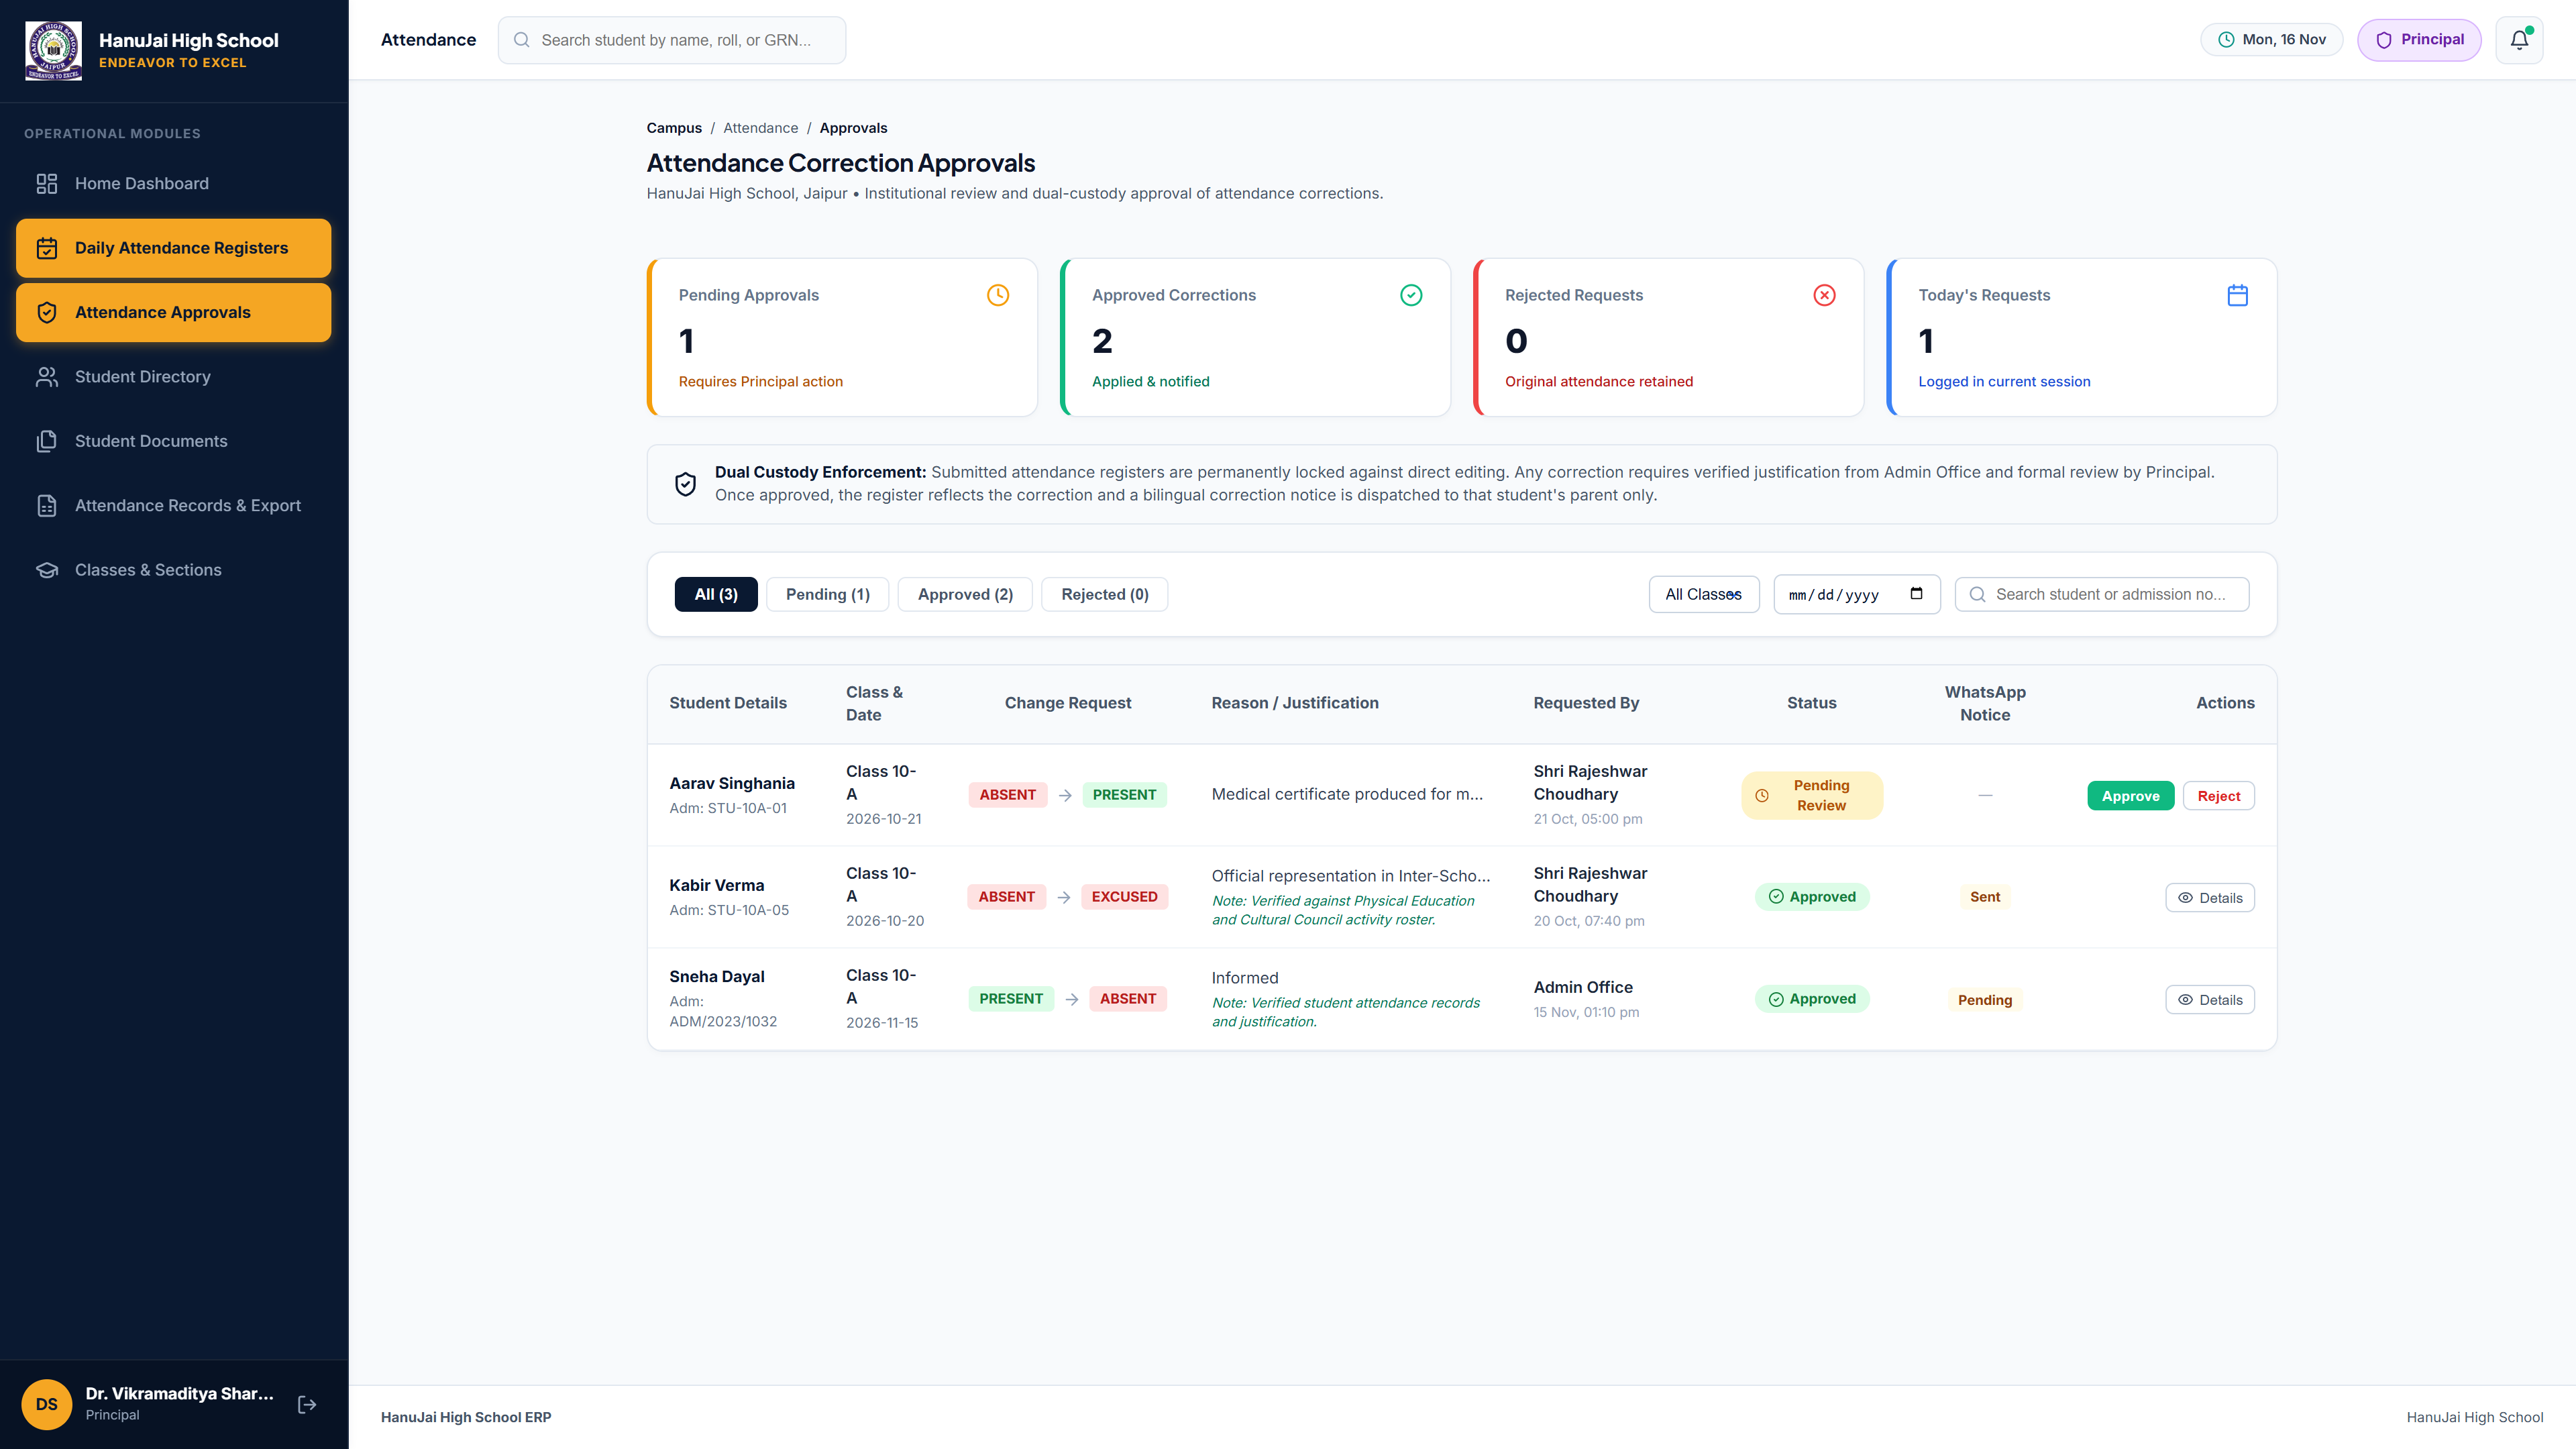 HanuJai High School
ENDEAVOR TO EXCEL
OPERATIONAL MODULES
Home Dashboard
Daily Attendance Registers
Attendance Approvals
Student Directory
Student Documents
Attendance Records & Export
Classes & Sections
DS
Dr. Vikramaditya Shar...
Principal
Attendance
Search student by name, roll, or GRN...
Mon, 16 Nov
Principal
Campus / Attendance / Approvals
Attendance Correction Approvals
HanuJai High School, Jaipur • Institutional review and dual-custody approval of attendance corrections.
Pending Approvals
1
Requires Principal action
Approved Corrections
2
Applied & notified
Rejected Requests
0
Original attendance retained
Today's Requests
1
Logged in current session
Dual Custody Enforcement: Submitted attendance registers are permanently locked against direct editing. Any correction requires verified justification from Admin Office and formal review by Principal.
Once approved, the register reflects the correction and a bilingual correction notice is dispatched to that student's parent only.
All (3)
Pending (1)
Approved (2)
Rejected (0)
All Classes
mm/dd/yyyy
Search student or admission no...
Student Details
Class &
Date
Change Request
Reason / Justification
Requested By
Status
WhatsApp
Notice
Actions
Aarav Singhania
Adm: STU-10A-01
Class 10-
A
2026-10-21
ABSENT → PRESENT
Medical certificate produced for m...
Shri Rajeshwar
Choudhary
21 Oct, 05:00 pm
Pending
Review
—
Approve
Reject
Kabir Verma
Adm: STU-10A-05
Class 10-
A
2026-10-20
ABSENT → EXCUSED
Official representation in Inter-Scho...
Note: Verified against Physical Education
and Cultural Council activity roster.
Shri Rajeshwar
Choudhary
20 Oct, 07:40 pm
Approved
Sent
Details
Sneha Dayal
Adm:
ADM/2023/1032
Class 10-
A
2026-11-15
PRESENT → ABSENT
Informed
Note: Verified student attendance records
and justification.
Admin Office
15 Nov, 01:10 pm
Approved
Pending
Details
HanuJai High School ERP
HanuJai High School